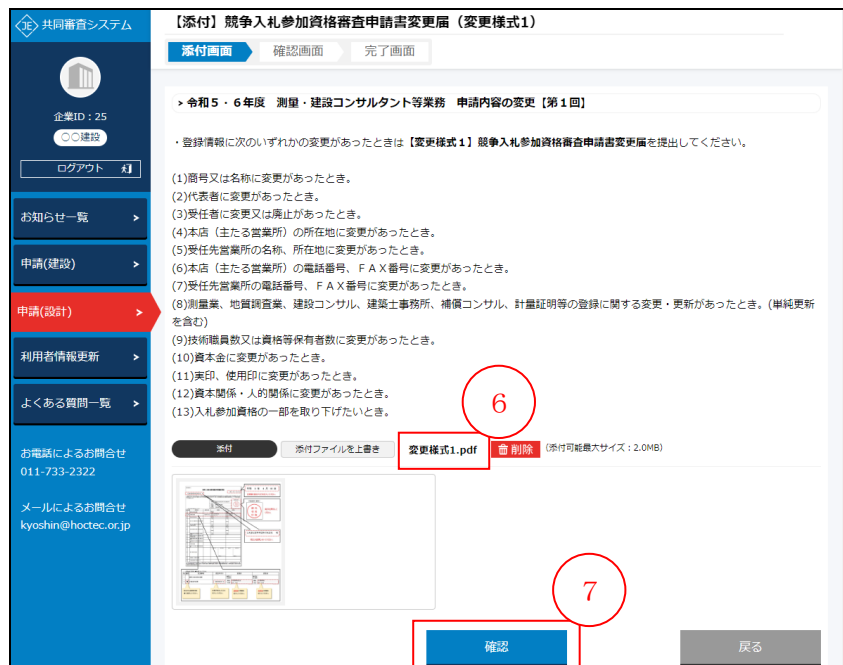 JE 共同審査システム
企業ID：25
〇〇建設
ログアウト
お知らせ一覧 >
申請(建設) >
申請(設計) >
利用者情報更新 >
よくある質問一覧 >
お電話によるお問合せ
011-733-2322
メールによるお問合せ
kyoshin@hoctec.or.jp
【添付】競争入札参加資格審査申請書変更届（変更様式1）
添付画面 確認画面 完了画面
> 令和５・６年度　測量・建設コンサルタント等業務　申請内容の変更【第１回】
・登録情報に次のいずれかの変更があったときは【変更様式１】競争入札参加資格審査申請書変更届を提出してください。
(1)商号又は名称に変更があったとき。
(2)代表者に変更があったとき。
(3)受任者に変更又は廃止があったとき。
(4)本店（主たる営業所）の所在地に変更があったとき。
(5)受任先営業所の名称、所在地に変更があったとき。
(6)本店（主たる営業所）の電話番号、ＦＡＸ番号に変更があったとき。
(7)受任先営業所の電話番号、ＦＡＸ番号に変更があったとき。
(8)測量業、地質調査業、建設コンサル、建築士事務所、補償コンサル、計量証明等の登録に関する変更・更新があったとき。(単純更新
を含む)
(9)技術職員数又は資格等保有者数に変更があったとき。
(10)資本金に変更があったとき。
(11)実印、使用印に変更があったとき。
(12)資本関係・人的関係に変更があったとき。
(13)入札参加資格の一部を取り下げたいとき。
6
添付 添付ファイルを上書き 変更様式1.pdf 削除 (添付可能最大サイズ：2.0MB)
7
確認 戻る